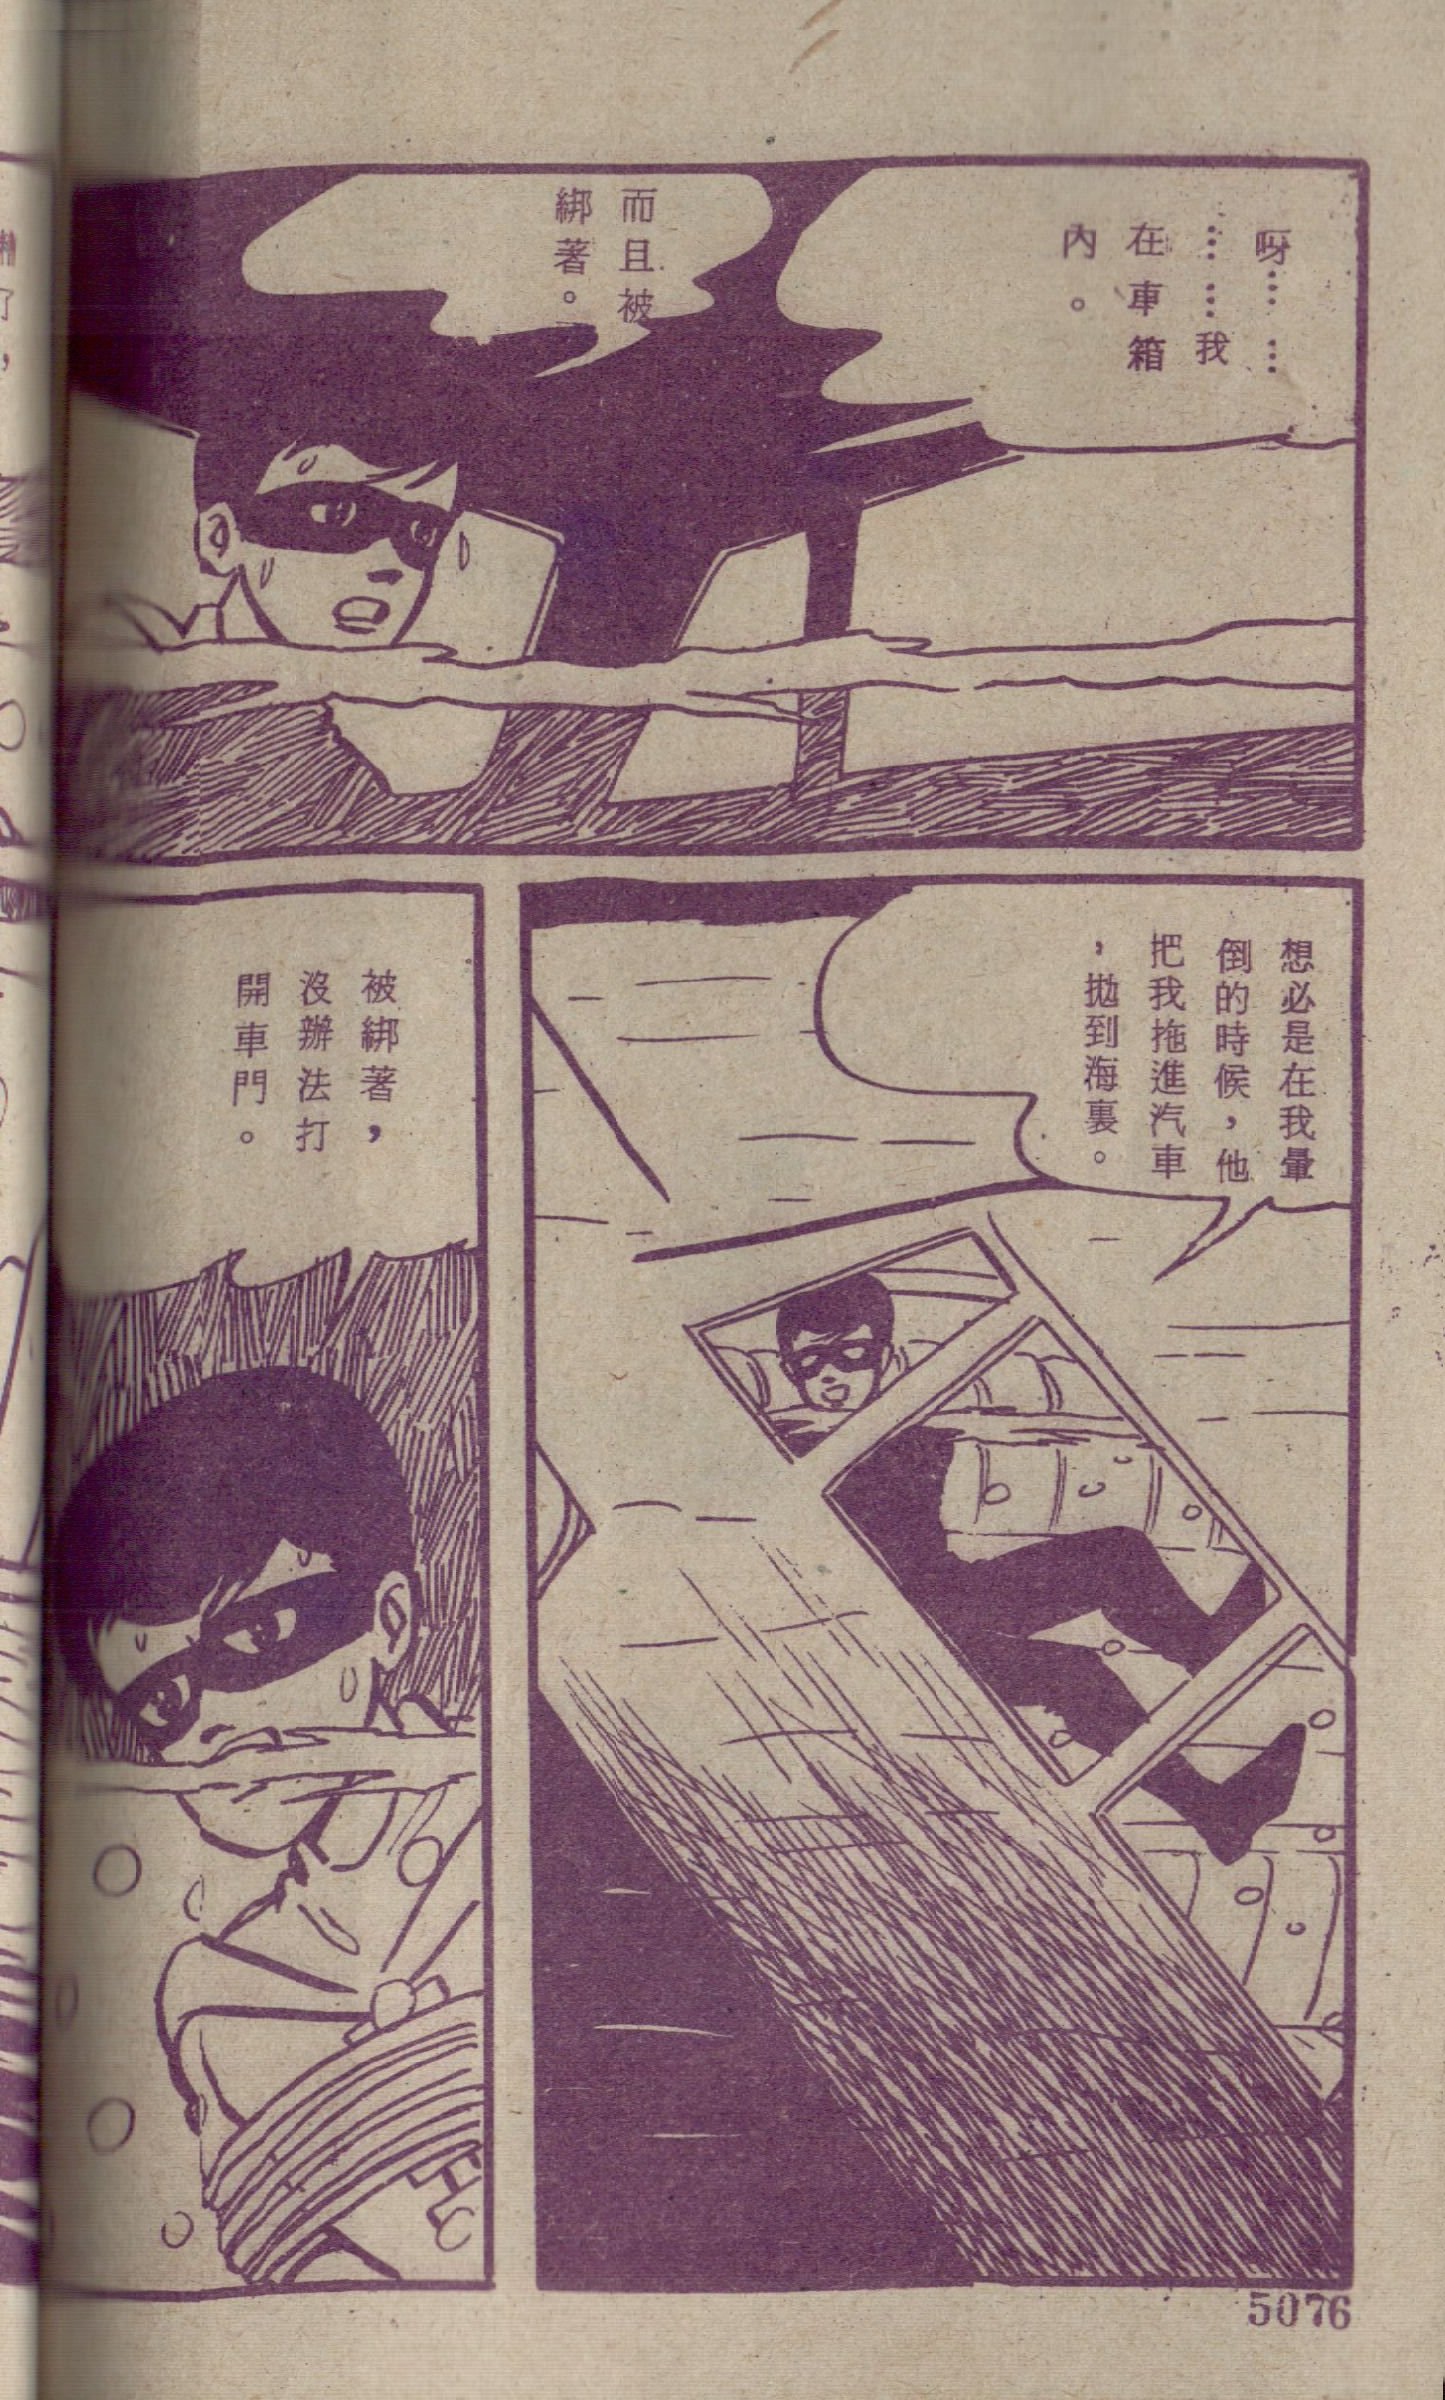 呀……
……我
在車箱
內。
而且被
綁著。
想必是在我暈
倒的時候，他
把我拖進汽車
，拋到海裏。
被綁著，
沒辦法打
開車門。
5076